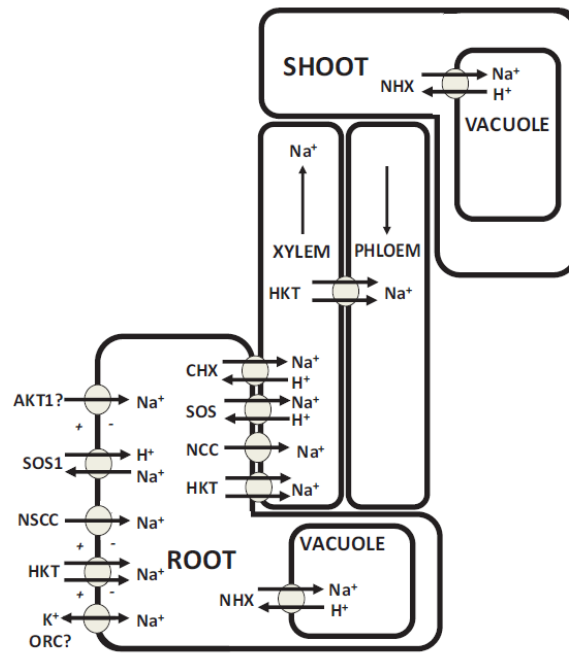 SHOOT
NHX
Na⁺
H⁺
VACUOLE
Na⁺
XYLEM
PHLOEM
HKT
Na⁺
CHX
Na⁺
H⁺
SOS
Na⁺
H⁺
NCC
Na⁺
HKT
Na⁺
AKT1?
Na⁺
+ -
SOS1
H⁺
Na⁺
NSCC
Na⁺
+ -
HKT
Na⁺
+ -
K⁺
Na⁺
ORC?
ROOT
VACUOLE
NHX
Na⁺
H⁺